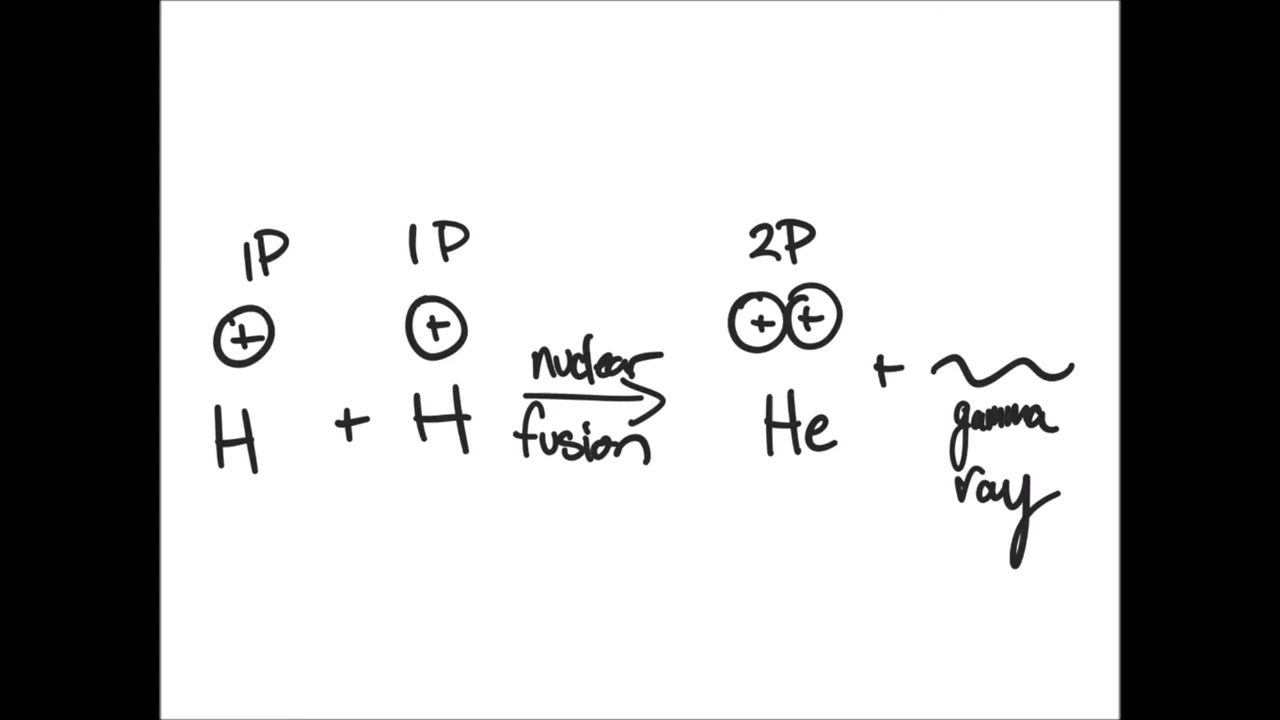 1P 1P 2P
+ + + +
H + H nuclear fusion He + gamma ray